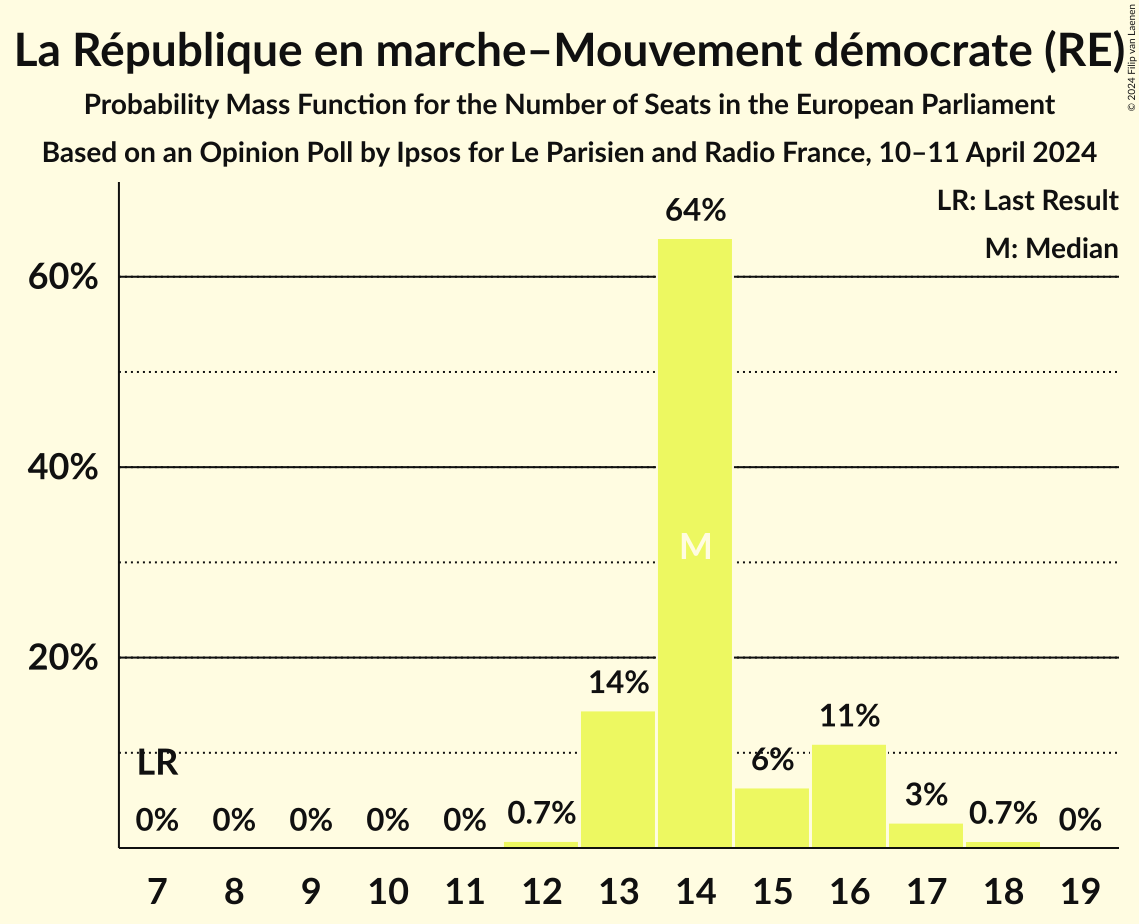 La République en marche–Mouvement démocrate (RE)
© 2024 Filip van Laenen
Probability Mass Function for the Number of Seats in the European Parliament
Based on an Opinion Poll by Ipsos for Le Parisien and Radio France, 10–11 April 2024
LR: Last Result
M: Median
64%
60%
40%
M
20%
14%
11%
LR
6%
3%
0% 0% 0% 0% 0% 0.7% 0.7% 0%
7 8 9 10 11 12 13 14 15 16 17 18 19